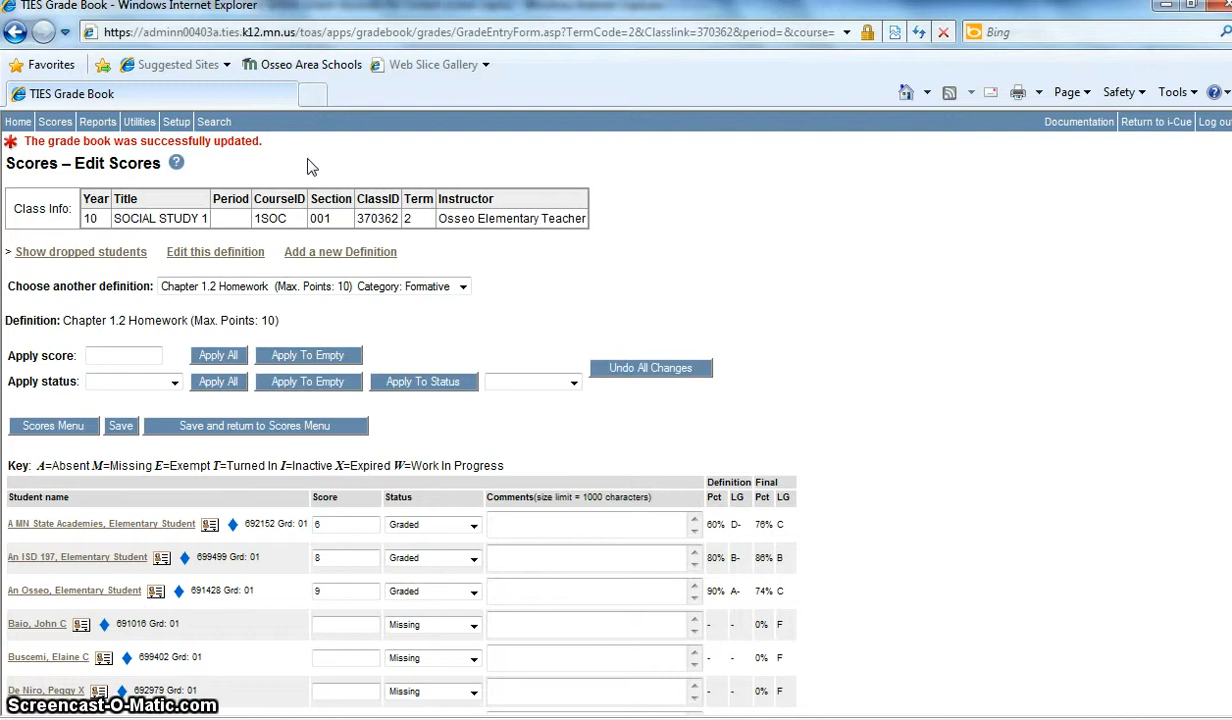 TIES Grade Book - Windows Internet Explorer
https://adminn00403a.ties.k12.mn.us/toas/apps/gradebook/grades/GradeEntryForm.asp?TermCode=2&Classlink=370362&period=&course=
Bing
Favorites Suggested Sites Osseo Area Schools Web Slice Gallery
TIES Grade Book Page Safety Tools
Home Scores Reports Utilities Setup Search Documentation Return to i-Cue Log ou
The grade book was successfully updated.
Scores – Edit Scores
Class Info: Year Title Period CourseID Section ClassID Term Instructor
10 SOCIAL STUDY 1 1SOC 001 370362 2 Osseo Elementary Teacher
> Show dropped students Edit this definition Add a new Definition
Choose another definition: Chapter 1.2 Homework (Max. Points: 10) Category: Formative
Definition: Chapter 1.2 Homework (Max. Points: 10)
Apply score: Apply All Apply To Empty
Undo All Changes
Apply status: Apply All Apply To Empty Apply To Status
Scores Menu Save Save and return to Scores Menu
Key: A=Absent M=Missing E=Exempt T=Turned In I=Inactive X=Expired W=Work In Progress
Definition Final
Student name Score Status Comments(size limit = 1000 characters) Pct LG Pct LG
A MN State Academies, Elementary Student 692152 Grd: 01 6 Graded 60% D- 76% C
An ISD 197, Elementary Student 699499 Grd: 01 8 Graded 80% B- 86% B
An Osseo, Elementary Student 691428 Grd: 01 9 Graded 90% A- 74% C
Baio, John C 691016 Grd: 01 Missing - - 0% F
Buscemi, Elaine C 699402 Grd: 01 Missing - - 0% F
De Niro, Peggy X 692979 Grd: 01 Missing - - 0% F
Screencast-O-Matic.com